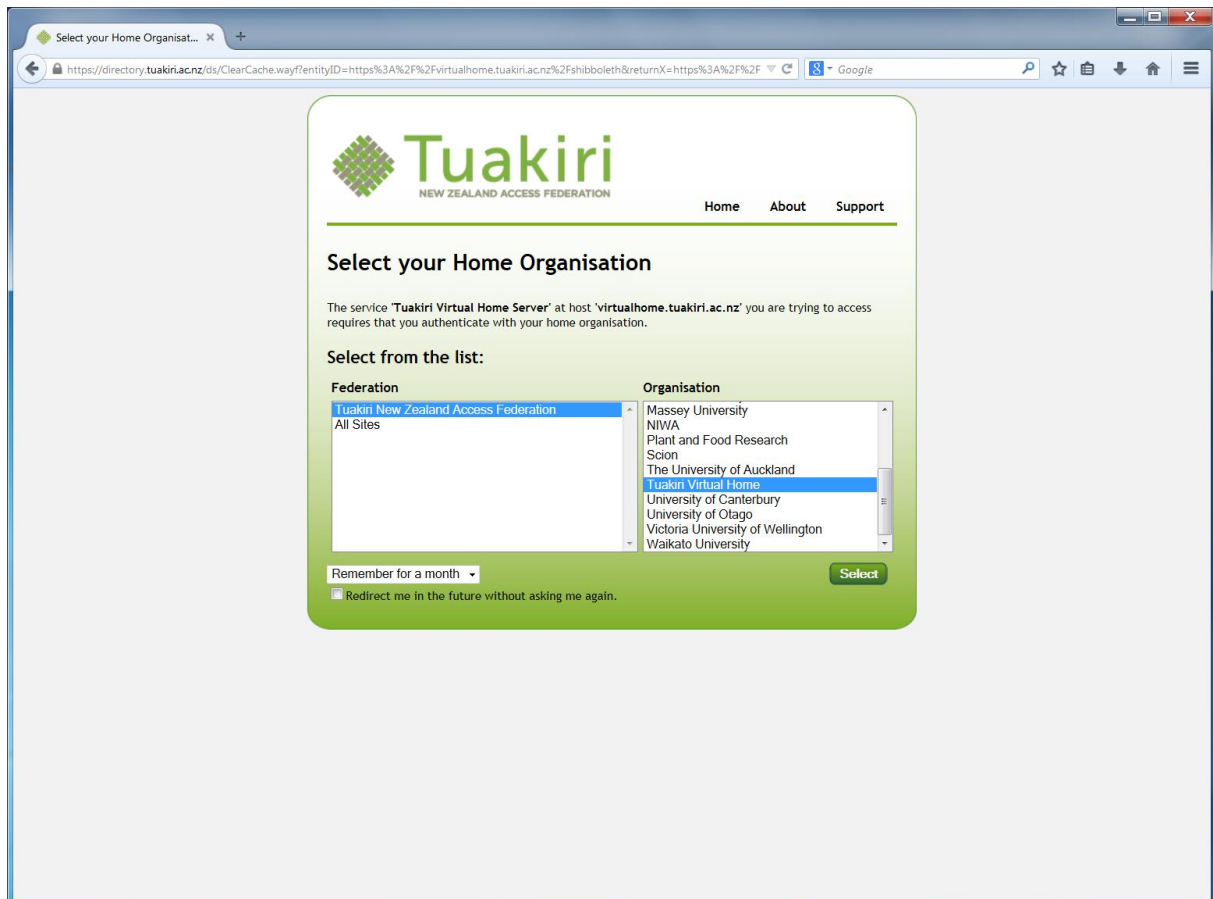 Select your Home Organisat... × +
https://directory.tuakiri.ac.nz/ds/ClearCache.wayf?entityID=https%3A%2F%2Fvirtualhome.tuakiri.ac.nz%2Fshibboleth&returnX=https%3A%2F%2F
8 Google
Tuakiri
NEW ZEALAND ACCESS FEDERATION
Home About Support
Select your Home Organisation
The service 'Tuakiri Virtual Home Server' at host 'virtualhome.tuakiri.ac.nz' you are trying to access
requires that you authenticate with your home organisation.
Select from the list:
Federation Organisation
Tuakiri New Zealand Access Federation
All Sites
Massey University
NIWA
Plant and Food Research
Scion
The University of Auckland
Tuakiri Virtual Home
University of Canterbury
University of Otago
Victoria University of Wellington
Waikato University
Remember for a month Select
Redirect me in the future without asking me again.